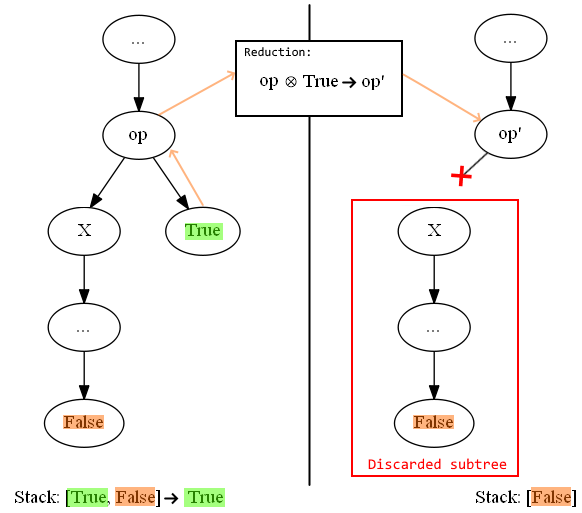 ...
op
X
True
...
False
Stack: [True, False] → True
Reduction:
op ⊗ True → op'
...
op'
X
...
False
Discarded subtree
Stack: [False]